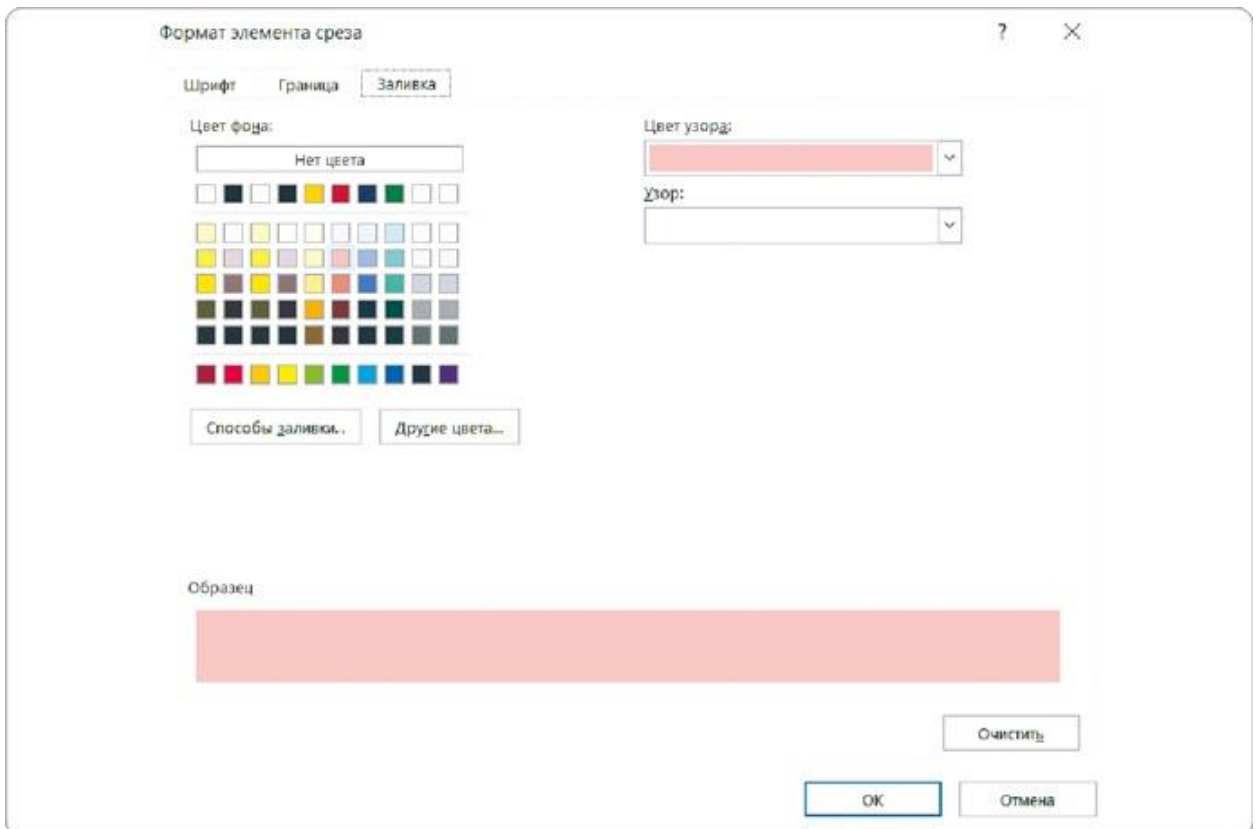 Формат элемента среза ?
Шрифт Граница Заливка
Цвет фона: Цвет узора:
Нет цвета
Узор:
Способы заливки... Другие цвета...
Образец
Очистить
ОК Отмена